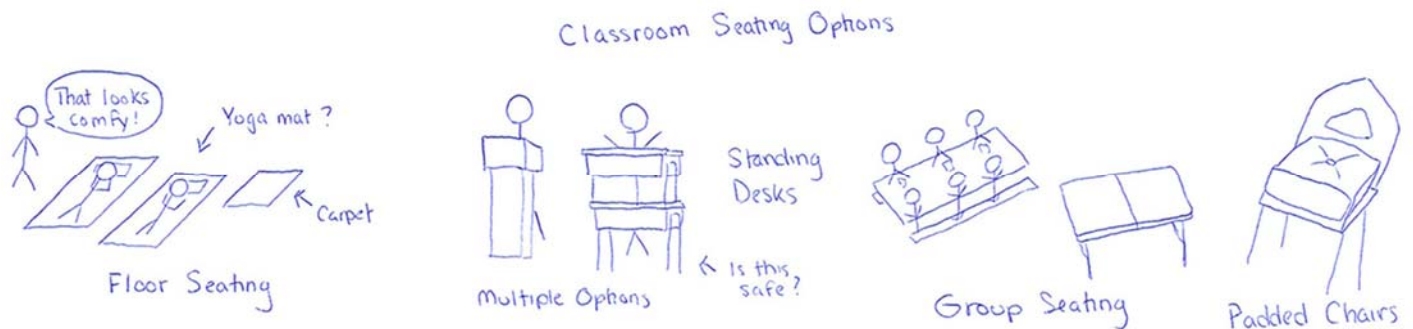 Classroom Seating Options
That looks
comfy!
Yoga mat?
Carpet
Floor Seating
Standing
Desks
Is this
safe?
Multiple Options
Group Seating
Padded Chairs